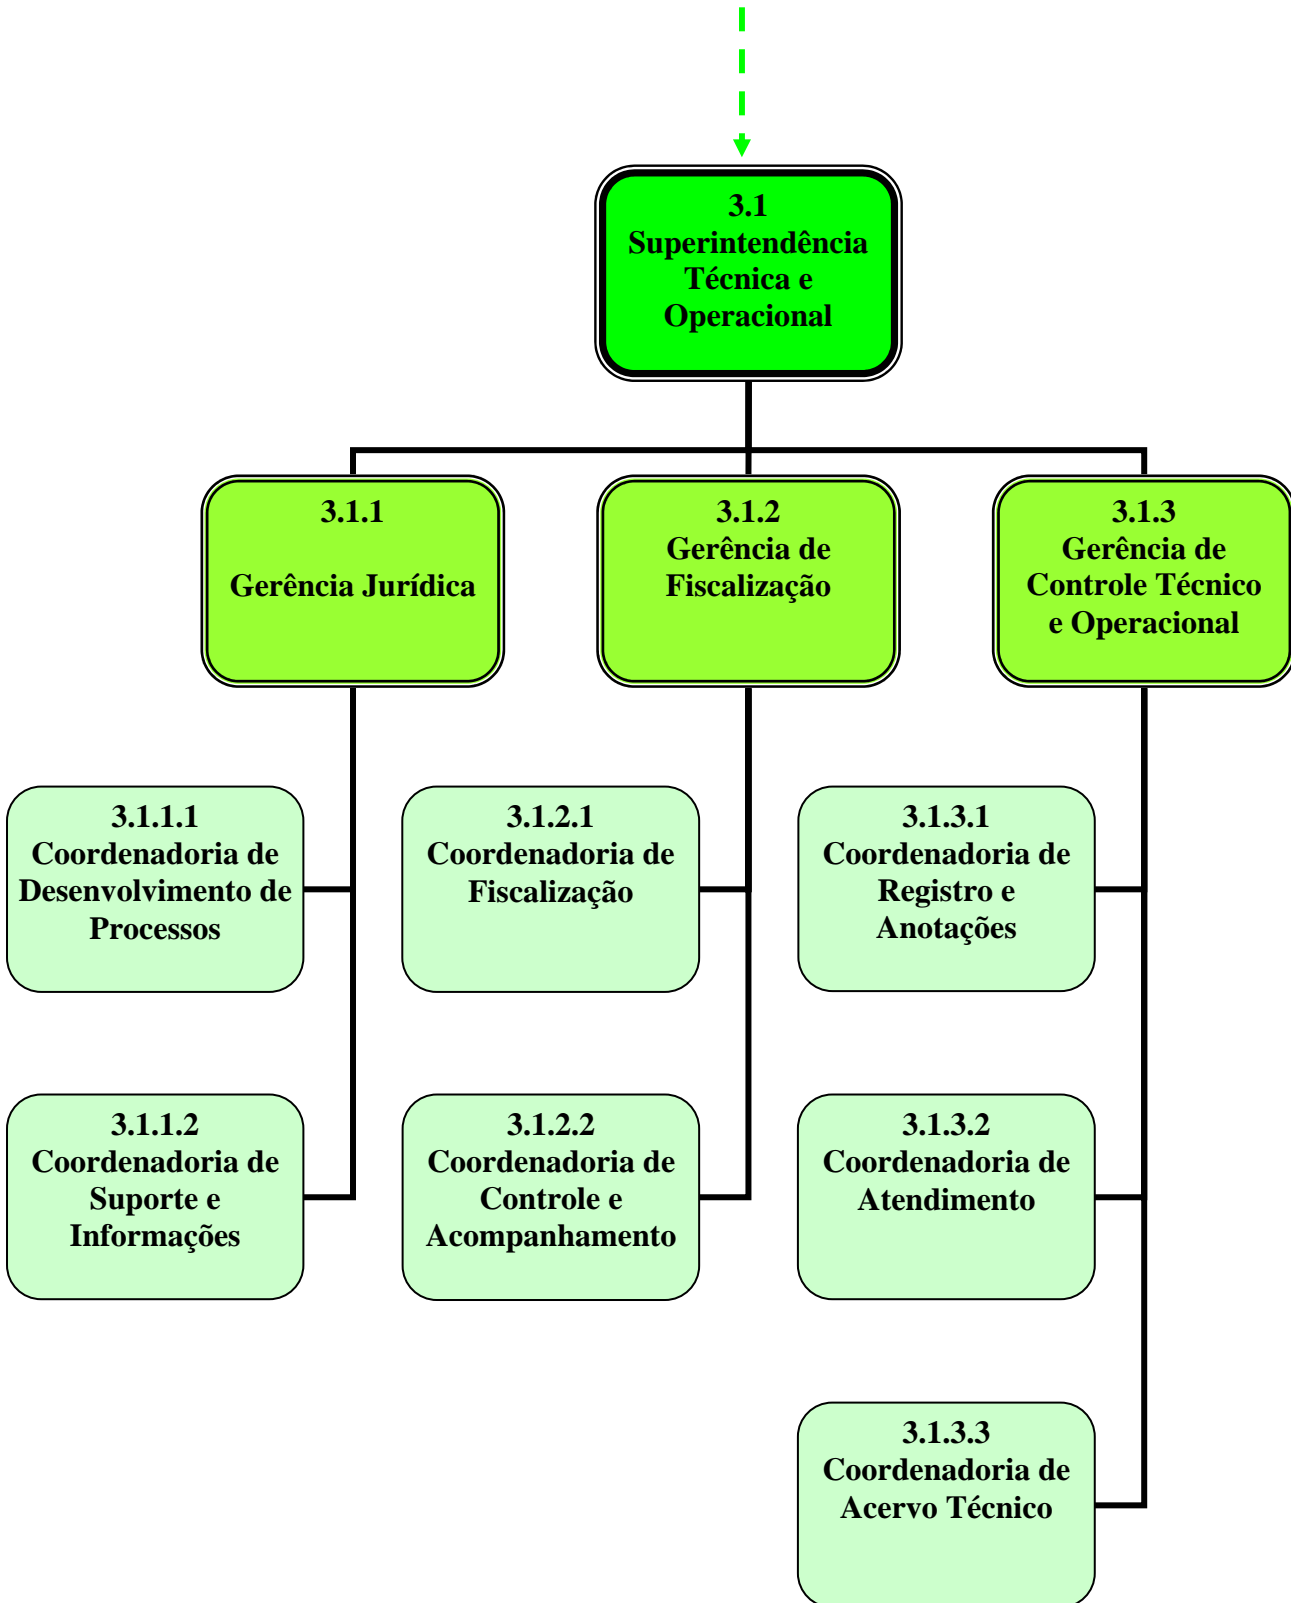 3.1
Superintendência
Técnica e
Operacional
3.1.1
Gerência Jurídica
3.1.2
Gerência de
Fiscalização
3.1.3
Gerência de
Controle Técnico
e Operacional
3.1.1.1
Coordenadoria de
Desenvolvimento de
Processos
3.1.2.1
Coordenadoria de
Fiscalização
3.1.3.1
Coordenadoria de
Registro e
Anotações
3.1.1.2
Coordenadoria de
Suporte e
Informações
3.1.2.2
Coordenadoria de
Controle e
Acompanhamento
3.1.3.2
Coordenadoria de
Atendimento
3.1.3.3
Coordenadoria de
Acervo Técnico